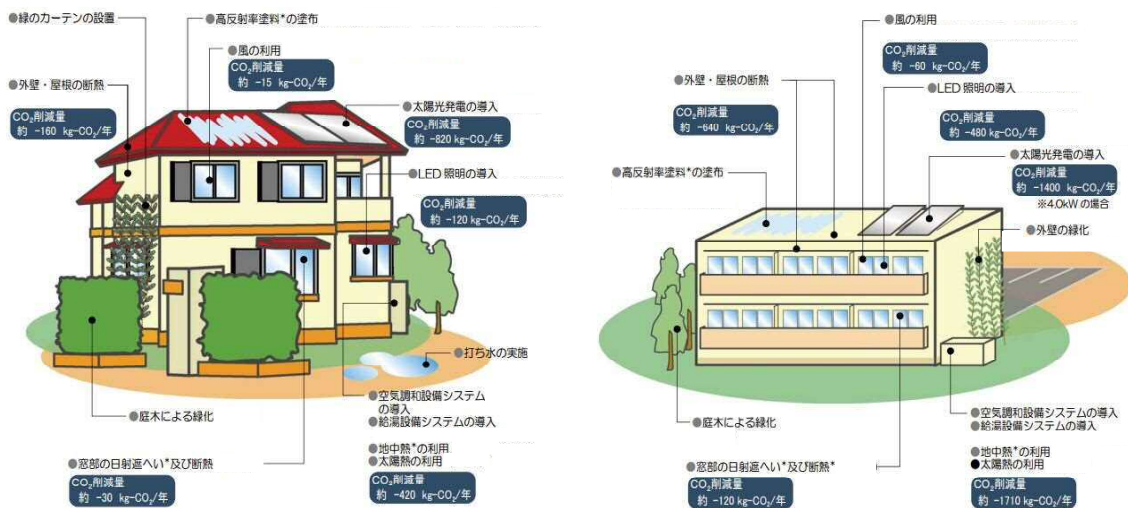 ●緑のカーテンの設置
●高反射率塗料*の塗布
●風の利用
CO₂削減量
約 -15 kg-CO₂/年
●外壁・屋根の断熱
CO₂削減量
約 -160 kg-CO₂/年
●太陽光発電の導入
CO₂削減量
約 -820 kg-CO₂/年
●LED 照明の導入
CO₂削減量
約 -120 kg-CO₂/年
●打ち水の実施
●空気調和設備システム
の導入
●給湯設備システムの導入
●庭木による緑化
●地中熱*の利用
●太陽熱の利用
CO₂削減量
約 -420 kg-CO₂/年
●窓部の日射遮へい*及び断熱
CO₂削減量
約 -30 kg-CO₂/年
●風の利用
CO₂削減量
約 -60 kg-CO₂/年
●外壁・屋根の断熱
CO₂削減量
約 -640 kg-CO₂/年
●LED 照明の導入
CO₂削減量
約 -480 kg-CO₂/年
●太陽光発電の導入
CO₂削減量
約 -1400 kg-CO₂/年
※4.0kW の場合
●高反射率塗料*の塗布
●外壁の緑化
●空気調和設備システムの導入
●給湯設備システムの導入
●庭木による緑化
●地中熱*の利用
●太陽熱の利用
CO₂削減量
約 -1710 kg-CO₂/年
●窓部の日射遮へい*及び断熱*
CO₂削減量
約 -120 kg-CO₂/年